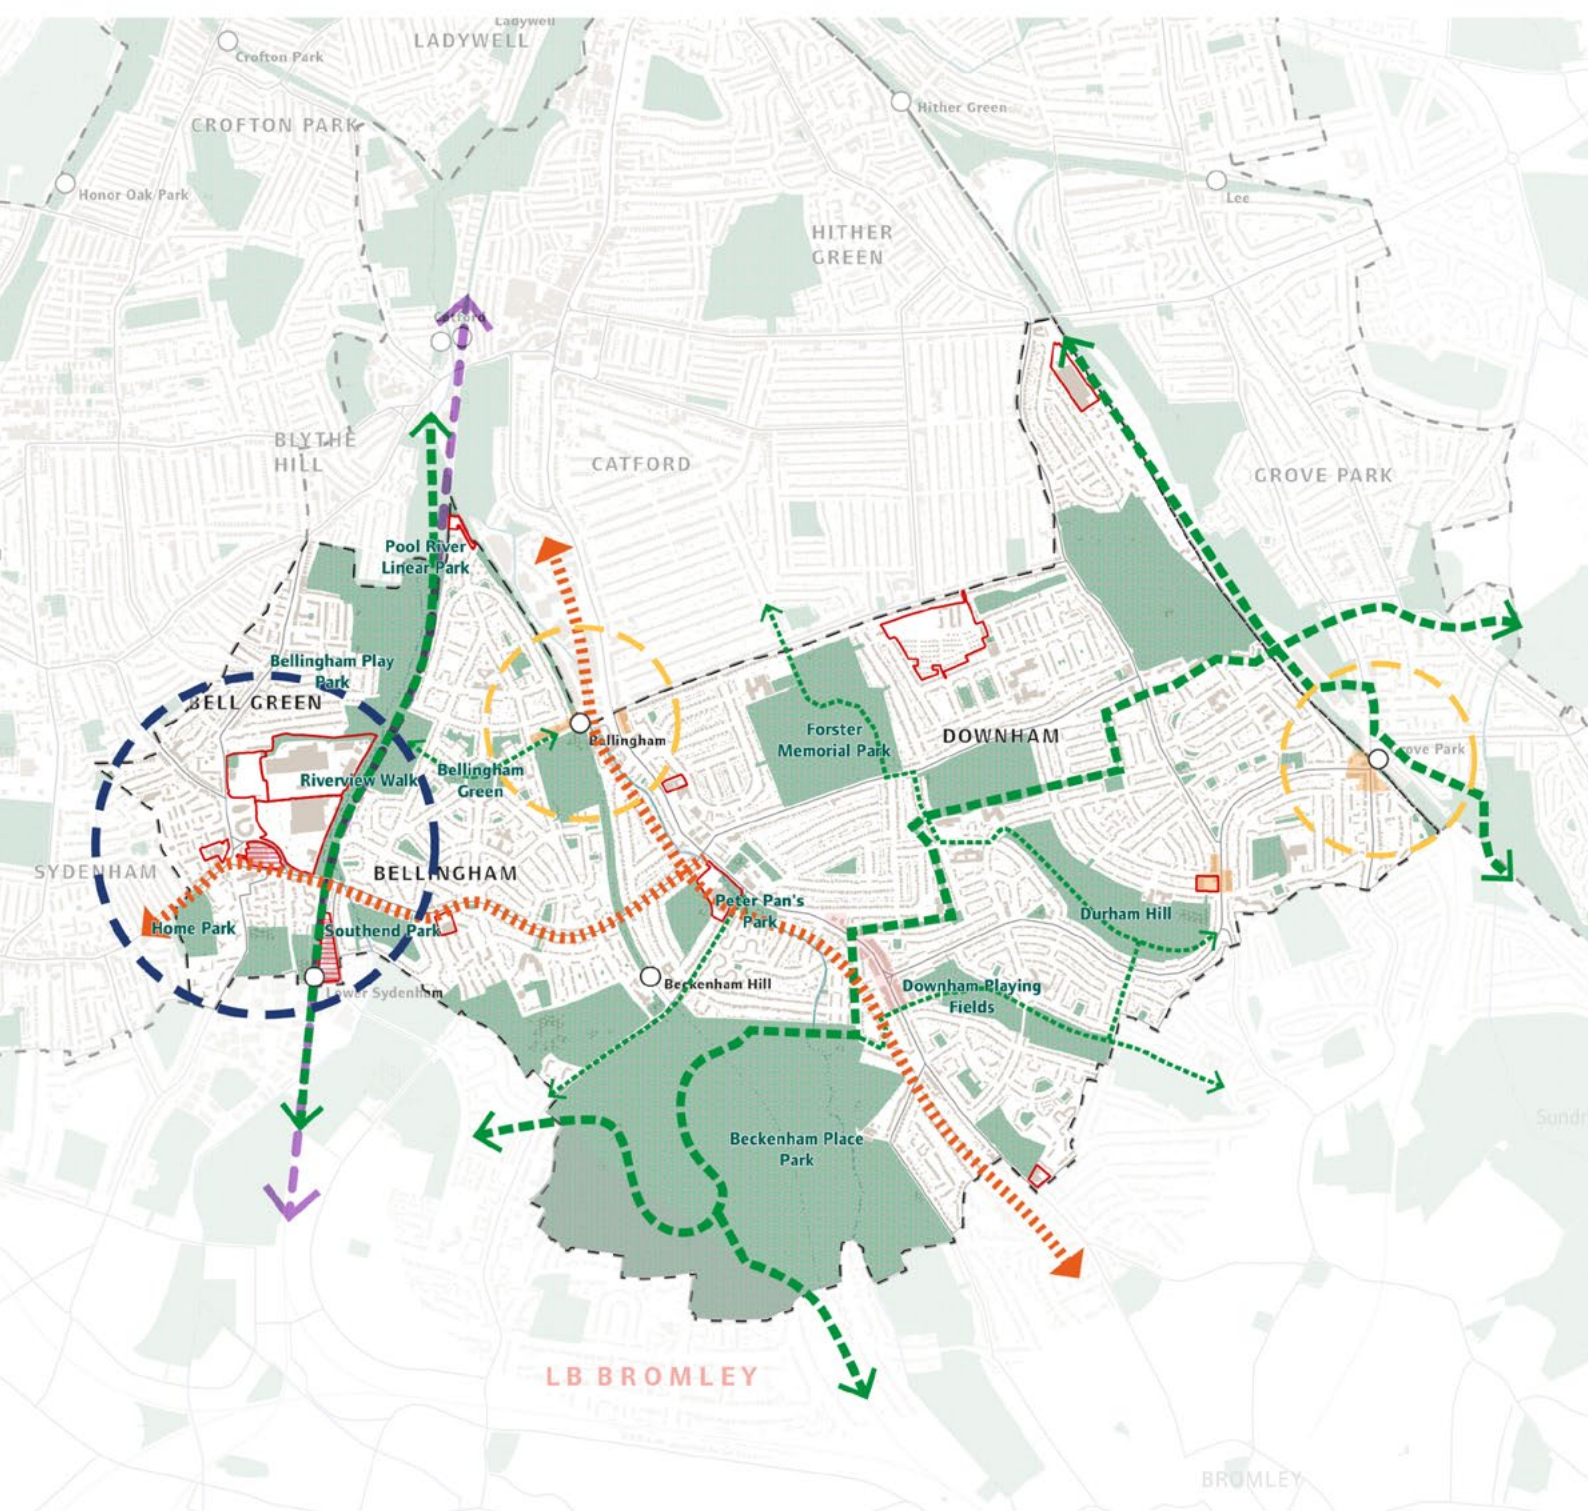 Ladywell
LADYWELL
Crofton Park
Hither Green
CROFTON PARK
Honor Oak Park
Lee
HITHER
GREEN
Catford
BLYTHE
HILL
CATFORD
GROVE PARK
Pool River
Linear Park
Bellingham Play
Park
BELL GREEN
Forster
Memorial Park
DOWNHAM
Bellingham
rove Park
Riverview Walk
Bellingham
Green
SYDENHAM
BELLINGHAM
Peter Pan's
Park
Durham Hill
Home Park
Southend Park
Lower Sydenham
Beckenham Hill
Downham Playing
Fields
Beckenham Place
Park
LB BROMLEY
BROMLEY